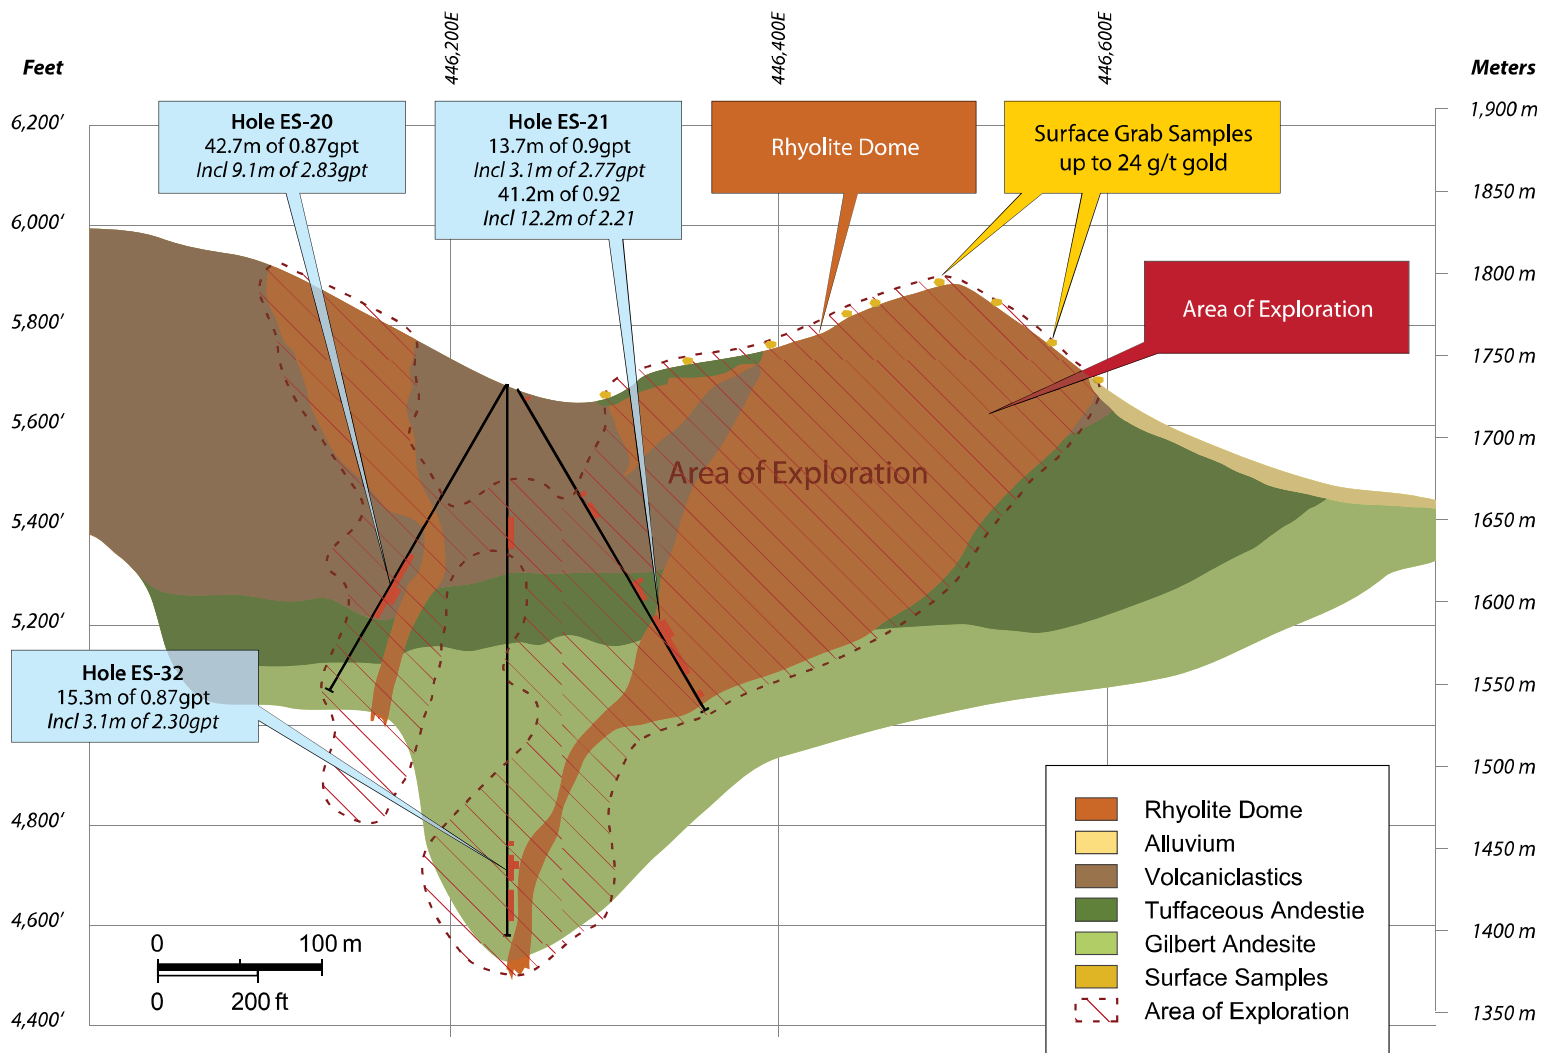 446,200E
446,400E
446,600E
Feet
Meters
6,200′
6,000′
5,800′
5,600′
5,400′
5,200′
4,800′
4,600′
4,400′
1,900 m
1850 m
1800 m
1750 m
1700 m
1650 m
1600 m
1550 m
1500 m
1450 m
1400 m
1350 m
Hole ES-20
42.7m of 0.87gpt
Incl 9.1m of 2.83gpt
Hole ES-21
13.7m of 0.9gpt
Incl 3.1m of 2.77gpt
41.2m of 0.92
Incl 12.2m of 2.21
Rhyolite Dome
Surface Grab Samples
up to 24 g/t gold
Area of Exploration
Area of Exploration
Hole ES-32
15.3m of 0.87gpt
Incl 3.1m of 2.30gpt
0
100 m
0
200 ft
Rhyolite Dome
Alluvium
Volcaniclastics
Tuffaceous Andestie
Gilbert Andesite
Surface Samples
Area of Exploration